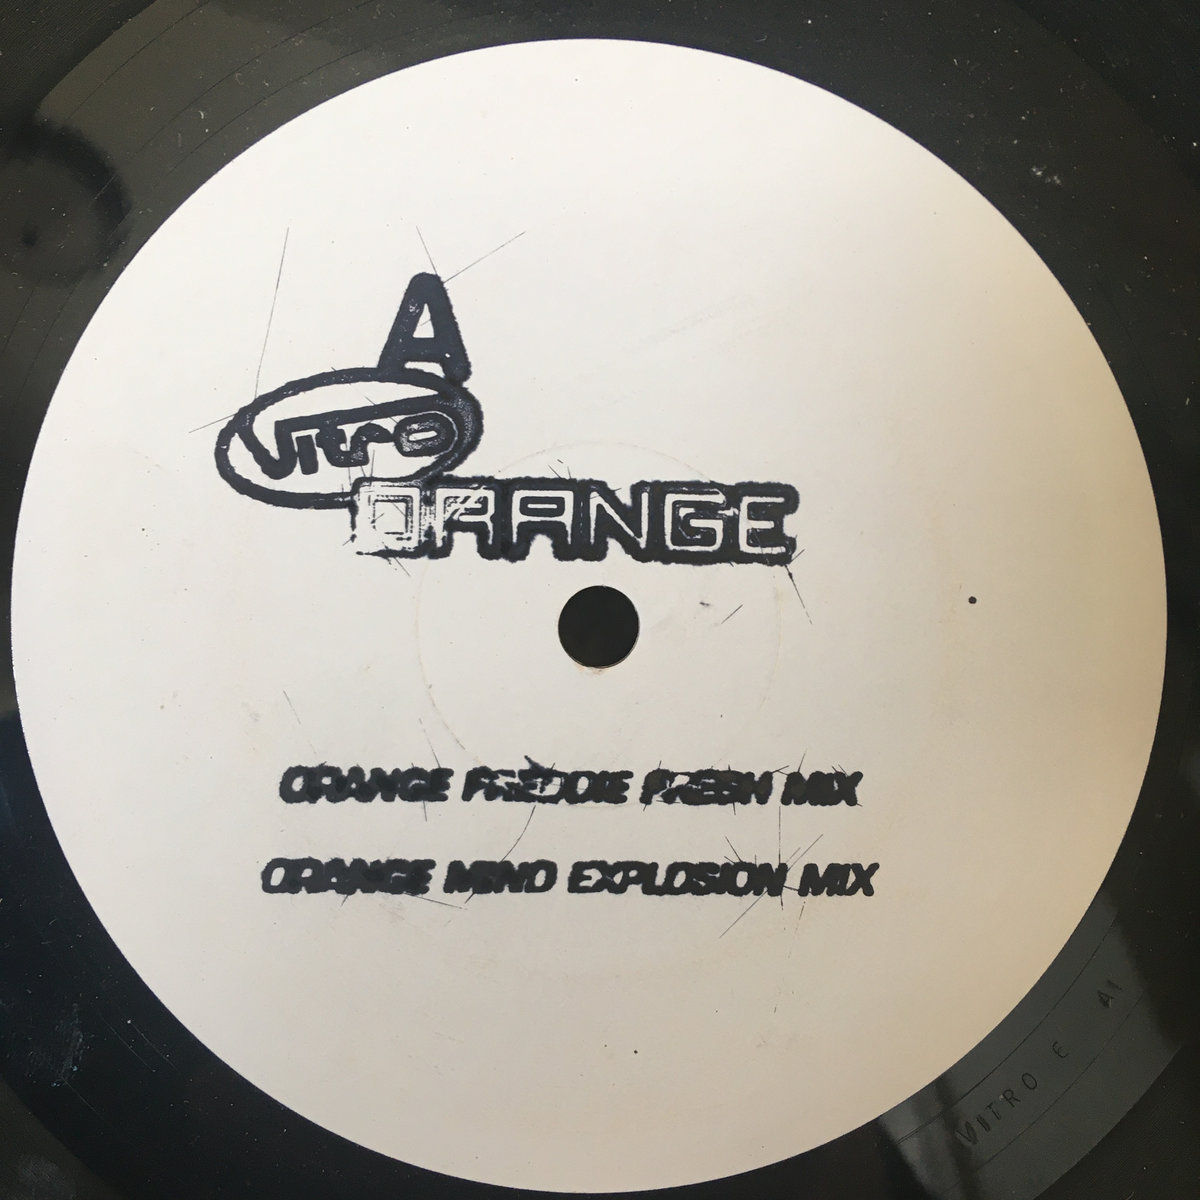 A
Vitro
ORANGE
ORANGE FREDDIE FRESH MIX
ORANGE MIND EXPLOSION MIX
VITRO E A1